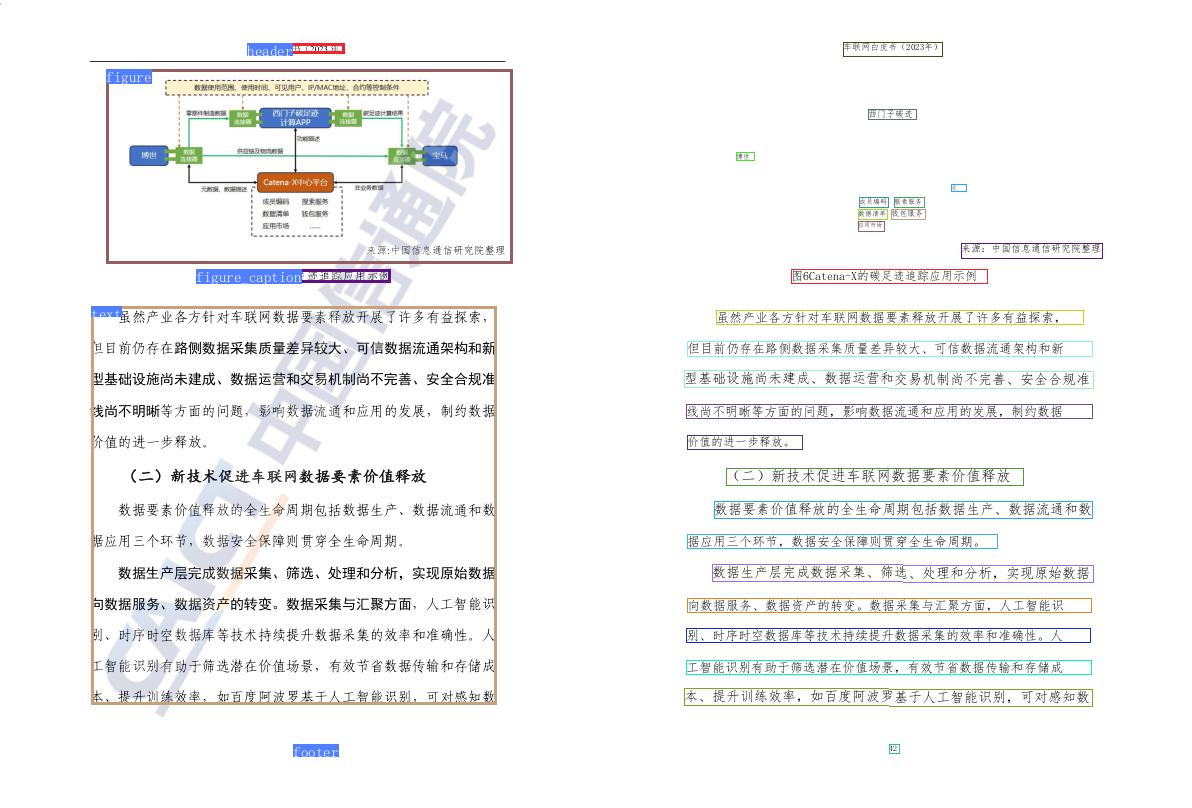 header
书（2023年）
figure
数据使用范围、使用时间、可见用户、IP/MAC地址、合约等控制条件
零部件制造数据
数据连接器
西门子碳足迹
计算APP
数据连接器
碳足迹计算结果
功能描述
博世
数据连接器
供应链及物流数据
数据连接器
宝马
元数据、数据描述
Catena-X中心平台
非业务数据
成员编码 搜索服务
数据清单 钱包服务
应用市场 ......
来源:中国信息通信研究院整理
figure caption
足迹追踪应用示例
text
虽然产业各方针对车联网数据要素释放开展了许多有益探索，
但目前仍存在路侧数据采集质量差异较大、可信数据流通架构和新
型基础设施尚未建成、数据运营和交易机制尚不完善、安全合规准
线尚不明晰等方面的问题，影响数据流通和应用的发展，制约数据
价值的进一步释放。
（二）新技术促进车联网数据要素价值释放
数据要素价值释放的全生命周期包括数据生产、数据流通和数
据应用三个环节，数据安全保障则贯穿全生命周期。
数据生产层完成数据采集、筛选、处理和分析，实现原始数据
向数据服务、数据资产的转变。数据采集与汇聚方面，人工智能识
别、时序时空数据库等技术持续提升数据采集的效率和准确性。人
工智能识别有助于筛选潜在价值场景，有效节省数据传输和存储成
本、提升训练效率，如百度阿波罗基于人工智能识别，可对感知数
footer
CAICT 中国信通院
车联网白皮书（2023年）
西门子碳迹
博世
成员编码 搜索服务
数据清单 钱包服务
应用市场
来源：中国信息通信研究院整理
图6Catena-X的碳足迹追踪应用示例
虽然产业各方针对车联网数据要素释放开展了许多有益探索，
但目前仍存在路侧数据采集质量差异较大、可信数据流通架构和新
型基础设施尚未建成、数据运营和交易机制尚不完善、安全合规准
线尚不明晰等方面的问题，影响数据流通和应用的发展，制约数据
价值的进一步释放。
（二）新技术促进车联网数据要素价值释放
数据要素价值释放的全生命周期包括数据生产、数据流通和数
据应用三个环节，数据安全保障则贯穿全生命周期。
数据生产层完成数据采集、筛选、处理和分析，实现原始数据
向数据服务、数据资产的转变。数据采集与汇聚方面，人工智能识
别、时序时空数据库等技术持续提升数据采集的效率和准确性。人
工智能识别有助于筛选潜在价值场景，有效节省数据传输和存储成
本、提升训练效率，如百度阿波罗基于人工智能识别，可对感知数
12